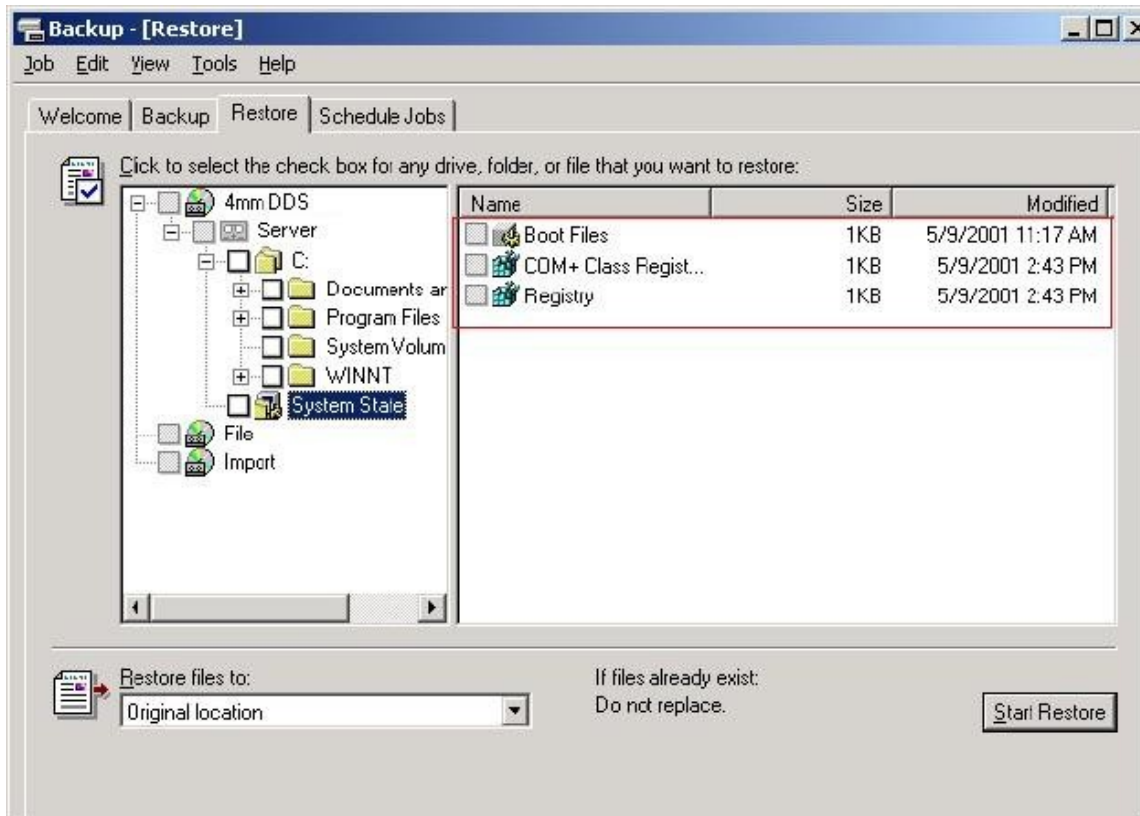 Backup - [Restore]
Job Edit View Tools Help
Welcome Backup Restore Schedule Jobs
Click to select the check box for any drive, folder, or file that you want to restore:
4mm DDS
Server
C:
Documents ar
Program Files
System Volum
WINNT
System State
File
Import
Name Size Modified
Boot Files 1KB 5/9/2001 11:17 AM
COM+ Class Regist... 1KB 5/9/2001 2:43 PM
Registry 1KB 5/9/2001 2:43 PM
Restore files to:
Original location
If files already exist:
Do not replace.
Start Restore